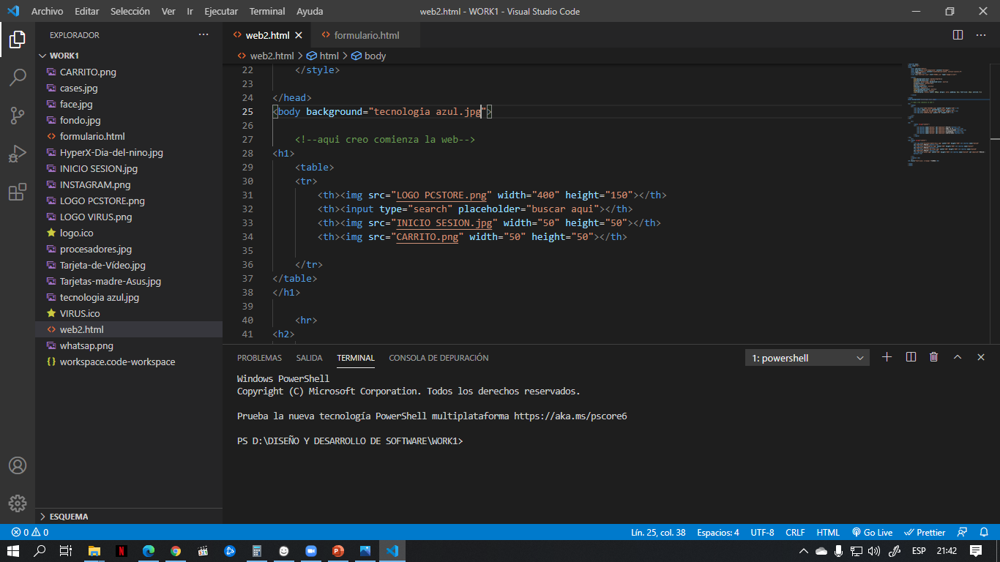 Archivo Editar Selección Ver Ir Ejecutar Terminal Ayuda
web2.html - WORK1 - Visual Studio Code
EXPLORADOR
WORK1
CARRITO.png
cases.jpg
face.jpg
fondo.jpg
formulario.html
HyperX-Dia-del-nino.jpg
INICIO SESION.jpg
INSTAGRAM.png
LOGO PCSTORE.png
LOGO VIRUS.png
logo.ico
procesadores.jpg
Tarjeta-de-Vídeo.jpg
Tarjetas-madre-Asus.jpg
tecnologia azul.jpg
VIRUS.ico
web2.html
whatsap.png
workspace.code-workspace
ESQUEMA
web2.html formulario.html
web2.html > html > body
22 </style>
23
24 </head>
25 <body background="tecnologia azul.jpg">
26
27 <!--aqui creo comienza la web-->
28 <h1>
29 <table>
30 <tr>
31 <th><img src="LOGO PCSTORE.png" width="400" height="150"></th>
32 <th><input type="search" placeholder="buscar aqui"></th>
33 <th><img src="INICIO SESION.jpg" width="50" height="50"></th>
34 <th><img src="CARRITO.png" width="50" height="50"></th>
35
36 </tr>
37 </table>
38 </h1>
39
40 <hr>
41 <h2>
PROBLEMAS SALIDA TERMINAL CONSOLA DE DEPURACIÓN
1: powershell
Windows PowerShell
Copyright (C) Microsoft Corporation. Todos los derechos reservados.
Prueba la nueva tecnología PowerShell multiplataforma https://aka.ms/pscore6
PS D:\DISEÑO Y DESARROLLO DE SOFTWARE\WORK1>
0 0
Lín. 25, col. 38 Espacios: 4 UTF-8 CRLF HTML Go Live Prettier
ESP 21:42